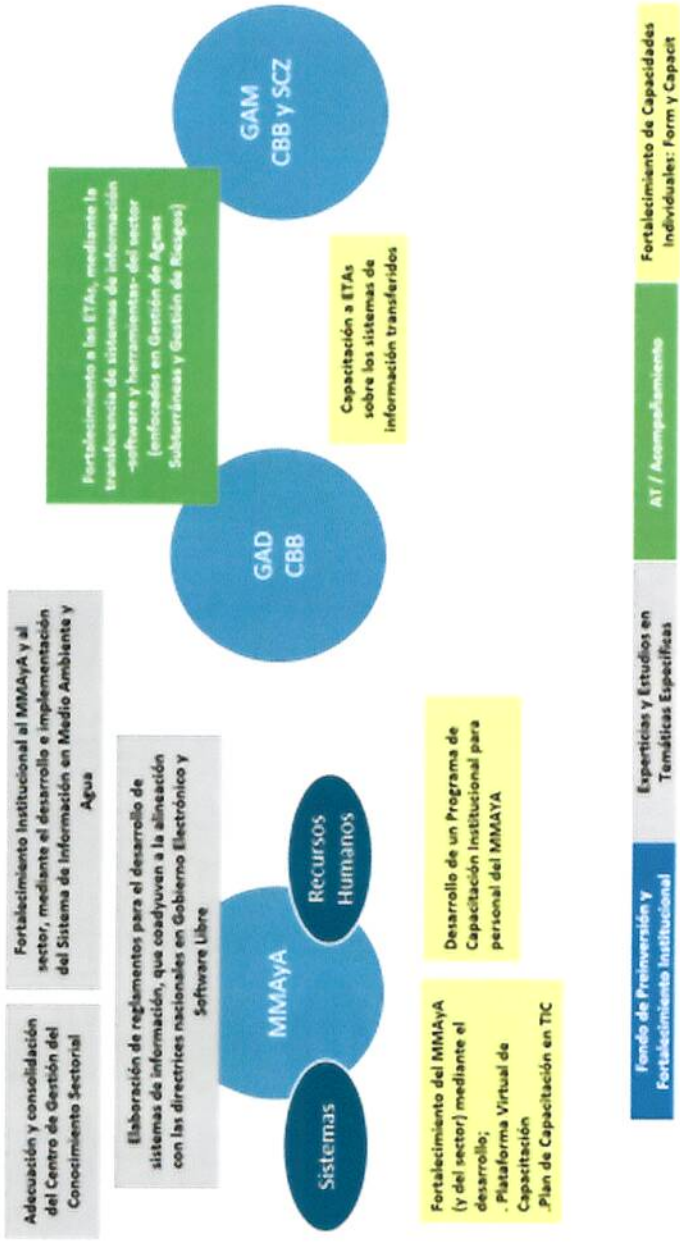 Adecuación y consolidación
del Centro de Gestión del
Conocimiento Sectorial
Fortalecimiento Institucional al MMAyA y al
sector, mediante el desarrollo e implementación
del Sistema de Información en Medio Ambiente y
Agua
Elaboración de reglamentos para el desarrollo de
sistemas de información, que coadyuven a la alineación
con las directrices nacionales en Gobierno Electrónico y
Software Libre
MMAyA
Sistemas
Recursos
Humanos
Fortalecimiento del MMAyA
(y del sector) mediante el
desarrollo;
. Plataforma Virtual de
Capacitación
.Plan de Capacitación en TIC
Desarrollo de un Programa de
Capacitación Institucional para
personal del MMAYA
Fortalecimiento a las ETAs, mediante la
transferencia de sistemas de información
-software y herramientas- del sector
(enfocados en Gestión de Aguas
Subterráneas y Gestión de Riesgos)
GAD
CBB
GAM
CBB y SCZ
Capacitación a ETAs
sobre los sistemas de
información transferidos
Fondo de Preinversión y
Fortalecimiento Institucional
Experticias y Estudios en
Temáticas Específicas
AT / Acompañamiento
Fortalecimiento de Capacidades
Individuales: Form y Capacit